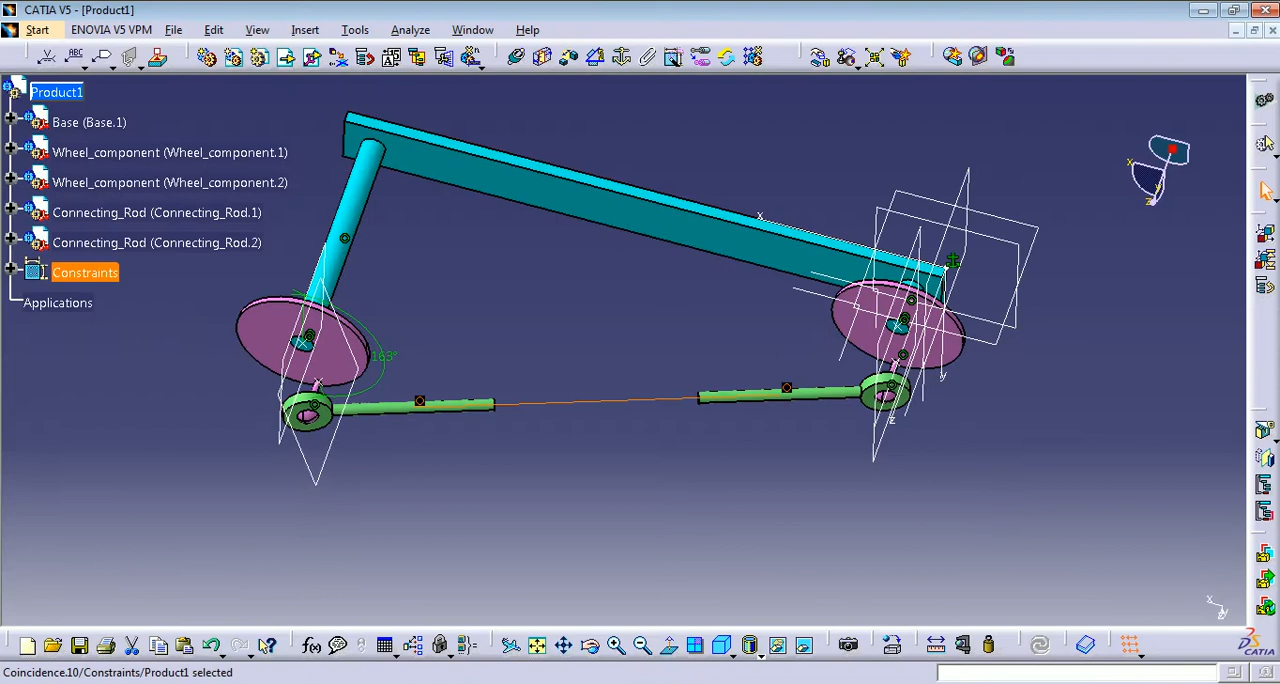 CATIA V5 - [Product1]
Start ENOVIA V5 VPM File Edit View Insert Tools Analyze Window Help
ABC
Product1
Base (Base.1)
Wheel_component (Wheel_component.1)
Wheel_component (Wheel_component.2)
Connecting_Rod (Connecting_Rod.1)
Connecting_Rod (Connecting_Rod.2)
Constraints
Applications
x
y
z
163°
x
y
z
x
y
f(x)
CATIA
Coincidence.10/Constraints/Product1 selected